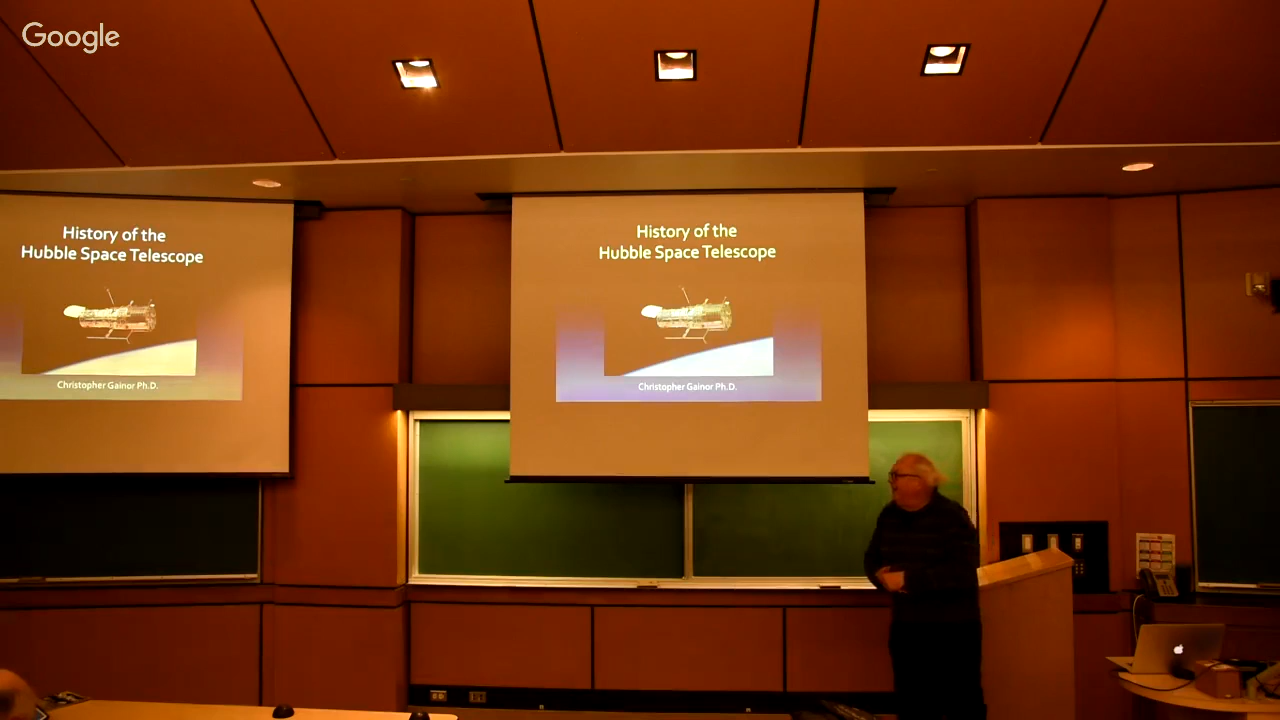 Google
History of the
Hubble Space Telescope
Christopher Gainor Ph.D.
History of the
Hubble Space Telescope
Christopher Gainor Ph.D.